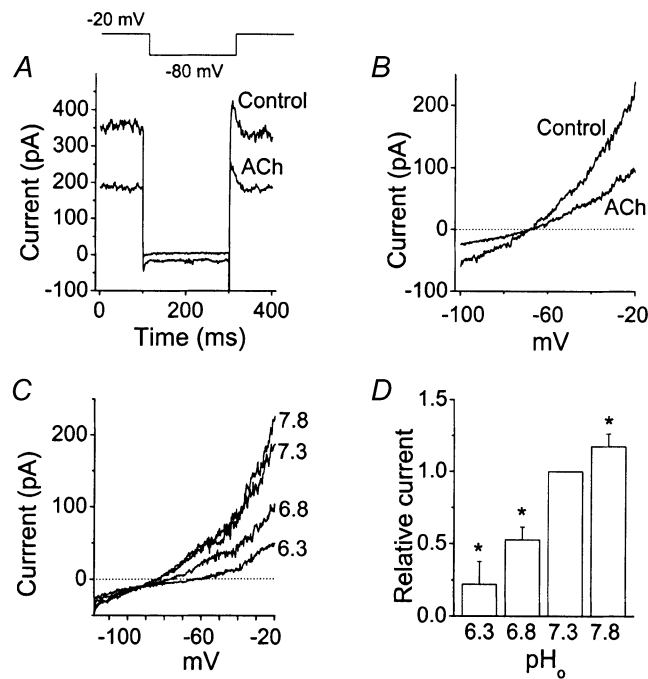 -20 mV
-80 mV
A
Control
ACh
400
300
200
100
0
-100
Current (pA)
0
200
400
Time (ms)
B
Control
ACh
200
100
0
-100
Current (pA)
-100
-60
-20
mV
C
7.8
7.3
6.8
6.3
200
100
0
Currrent (pA)
-100
-60
-20
mV
D
1.5
1.0
0.5
0.0
Relative current
*
*
*
6.3 6.8 7.3 7.8
pHo